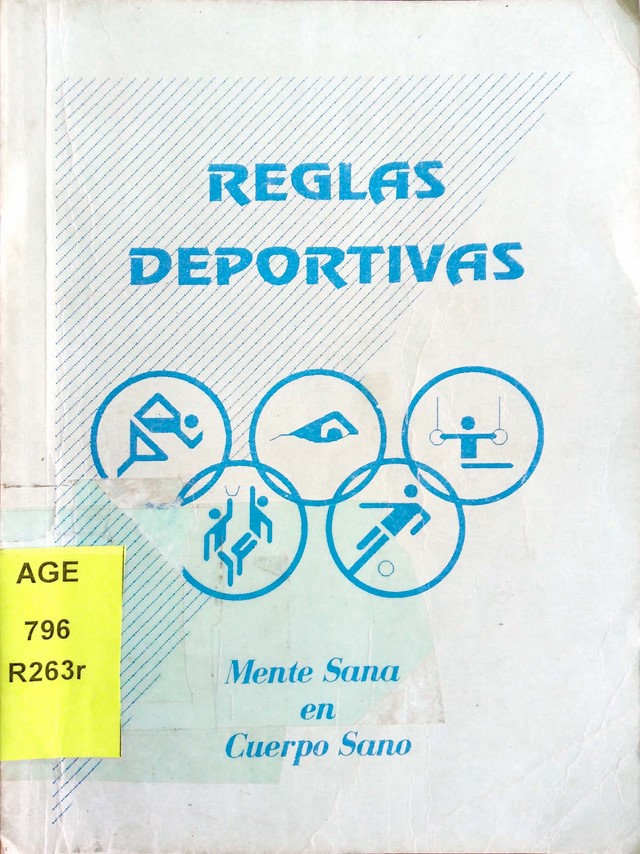 REGLAS
DEPORTIVAS
AGE
796
R263r
Mente Sana
en
Cuerpo Sano